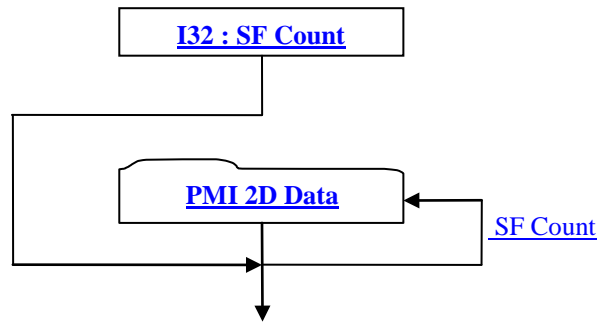 I32 : SF Count
PMI 2D Data
SF Count